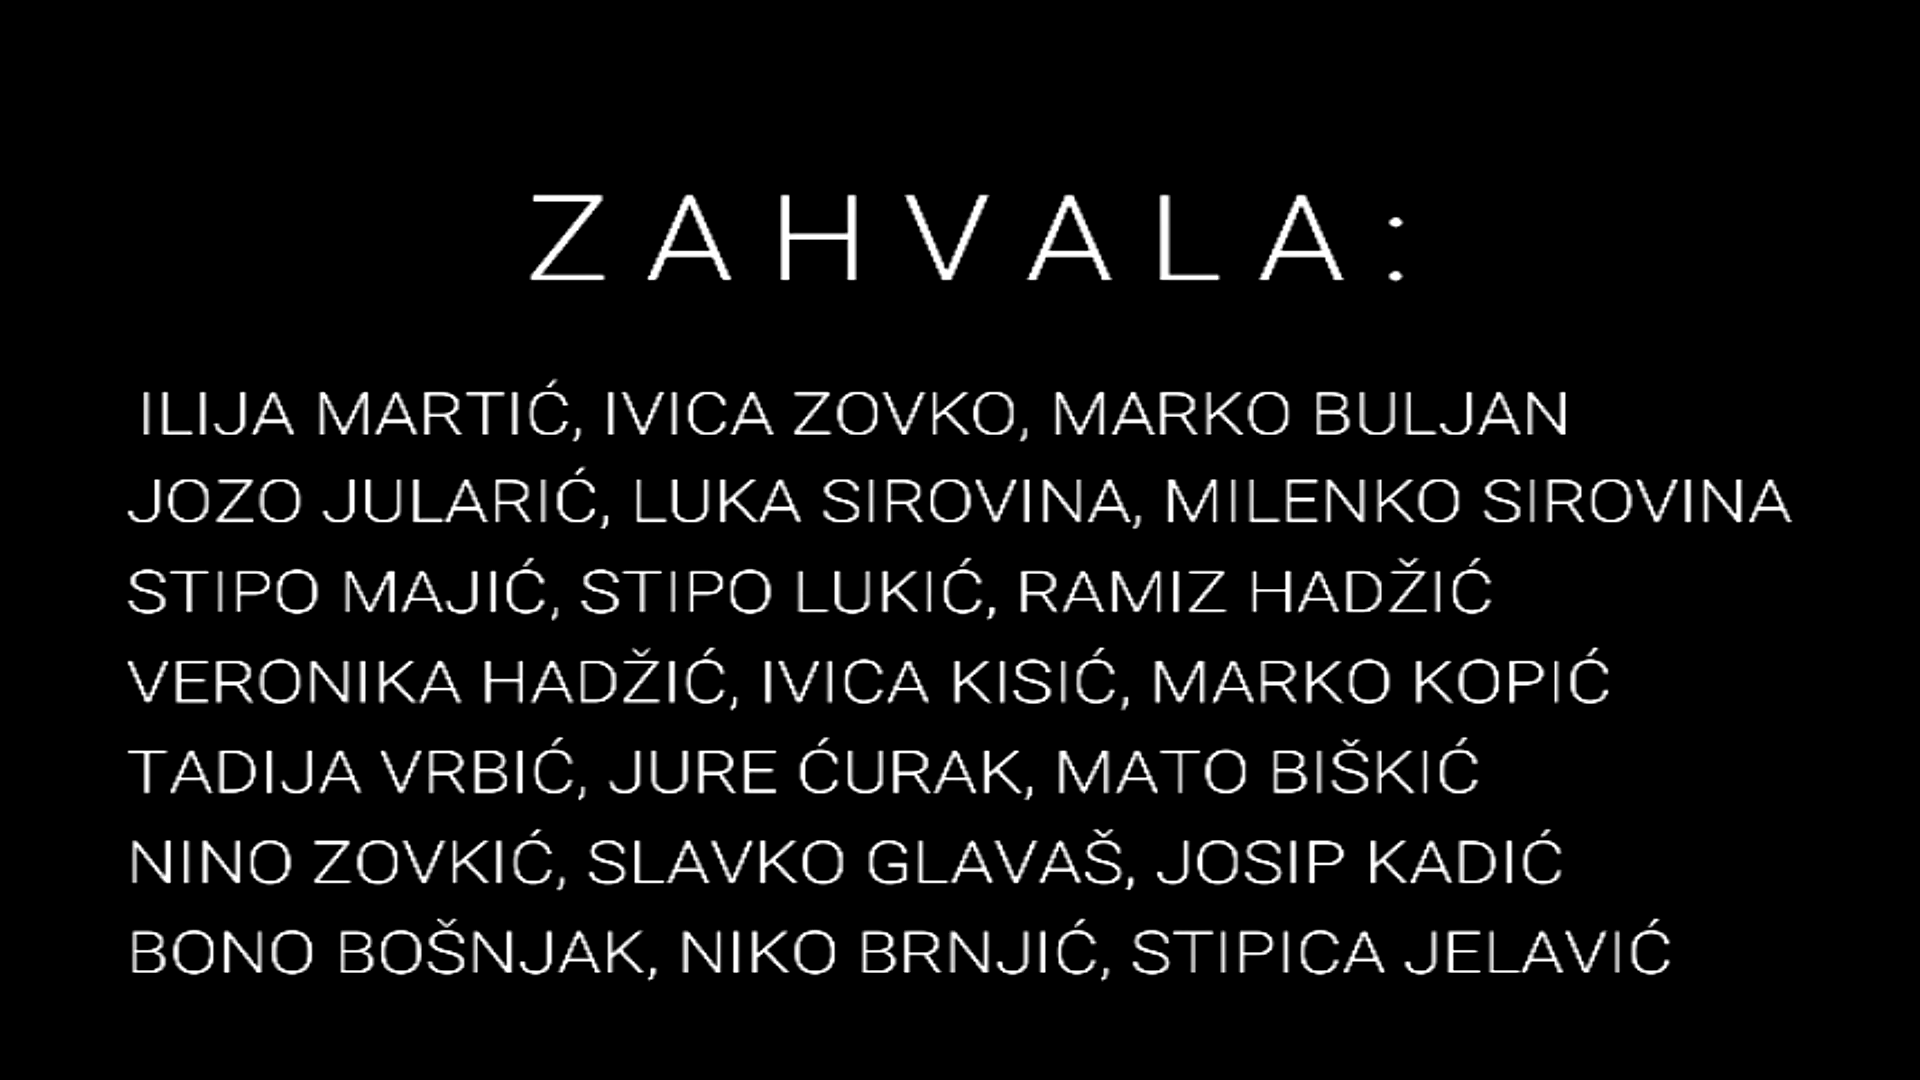 ZAHVALA:
ILIJA MARTIĆ, IVICA ZOVKO, MARKO BULJAN
JOZO JULARIĆ, LUKA SIROVINA, MILENKO SIROVINA
STIPO MAJIĆ, STIPO LUKIĆ, RAMIZ HADŽIĆ
VERONIKA HADŽIĆ, IVICA KISIĆ, MARKO KOPIĆ
TADIJA VRBIĆ, JURE ĆURAK, MATO BIŠKIĆ
NINO ZOVKIĆ, SLAVKO GLAVAŠ, JOSIP KADIĆ
BONO BOŠNJAK, NIKO BRNJIĆ, STIPICA JELAVIĆ